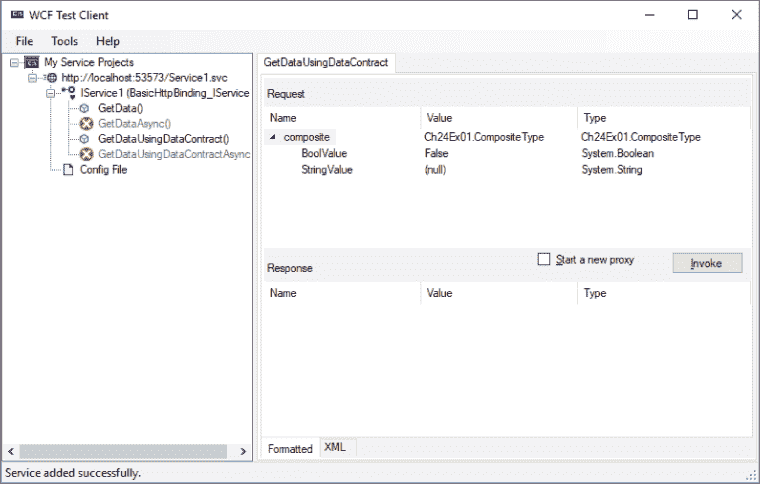 WCF Test Client
File Tools Help
My Service Projects
http://localhost:53573/Service1.svc
IService1 (BasicHttpBinding_IService
GetData()
GetDataAsync()
GetDataUsingDataContract()
GetDataUsingDataContractAsync
Config File
GetDataUsingDataContract
Request
Name Value Type
composite Ch24Ex01.CompositeType Ch24Ex01.CompositeType
BoolValue False System.Boolean
StringValue (null) System.String
Response
Start a new proxy Invoke
Name Value Type
Formatted XML
Service added successfully.